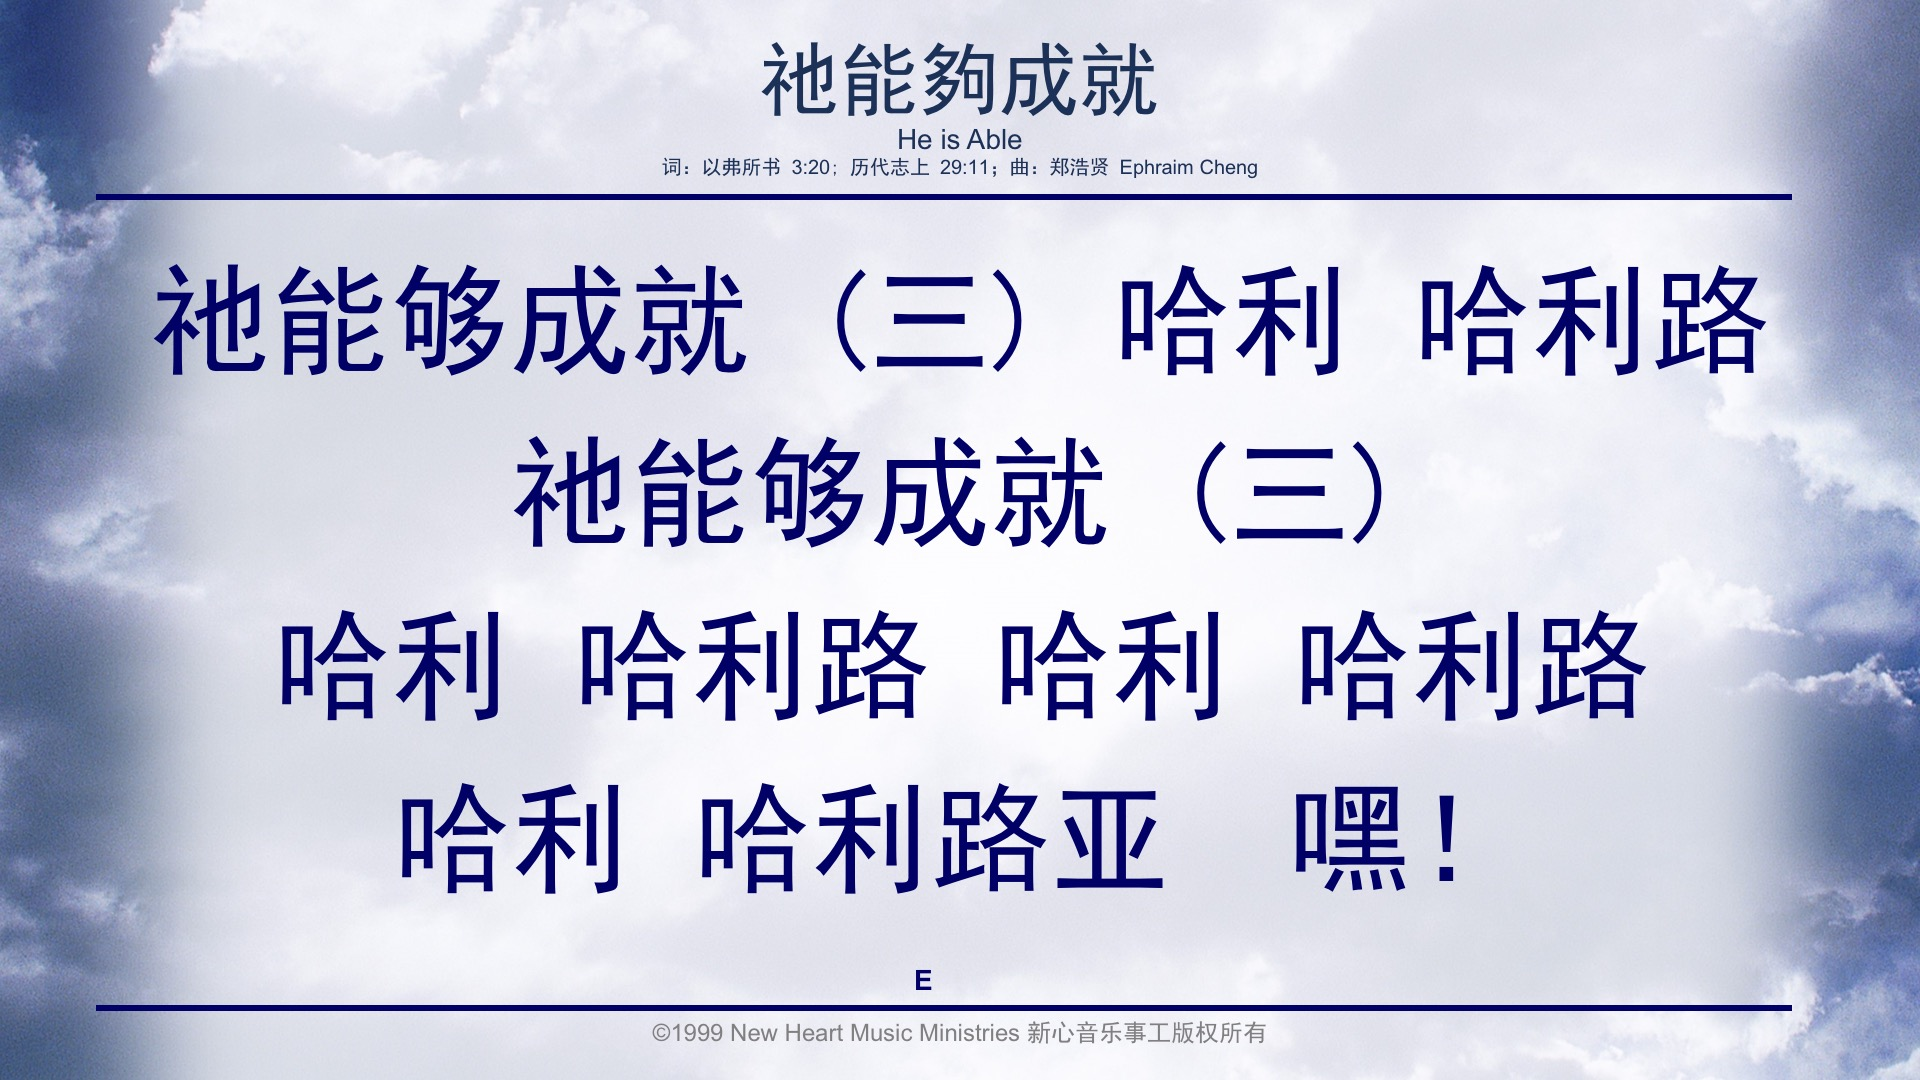 祂能夠成就
He is Able
词：以弗所书 3:20; 历代志上 29:11；曲：郑浩贤 Ephraim Cheng
祂能够成就 （三） 哈利 哈利路
祂能够成就 （三）
哈利 哈利路 哈利 哈利路
哈利 哈利路亚 嘿！
E
©1999 New Heart Music Ministries 新心音乐事工版权所有